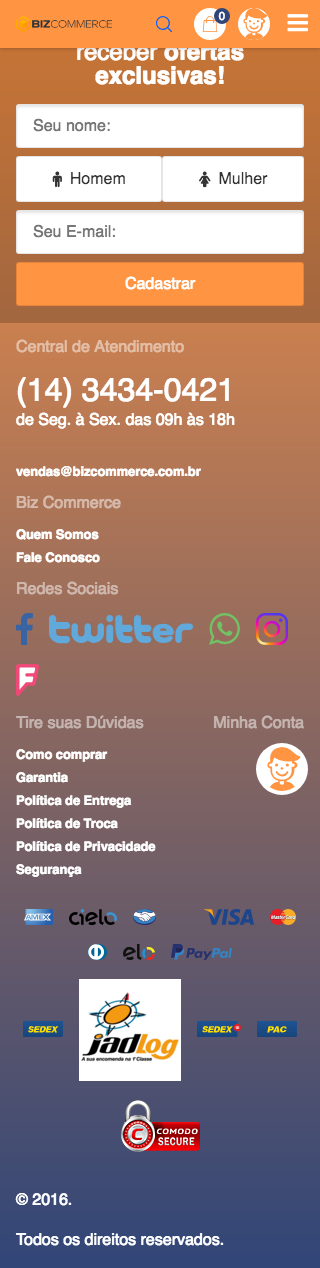 BIZCOMMERCE
0
receber ofertas
exclusivas!
Seu nome:
Homem
Mulher
Seu E-mail:
Cadastrar
Central de Atendimento
(14) 3434-0421
de Seg. à Sex. das 09h às 18h
vendas@bizcommerce.com.br
Biz Commerce
Quem Somos
Fale Conosco
Redes Sociais
twitter
Tire suas Dúvidas
Minha Conta
Como comprar
Garantia
Política de Entrega
Política de Troca
Política de Privacidade
Segurança
AMEX
cielo
VISA
MasterCard
elo
PayPal
SEDEX
jadlog
A sua encomenda na 1ª Classe
SEDEX
PAC
COMODO
SECURE
© 2016.
Todos os direitos reservados.